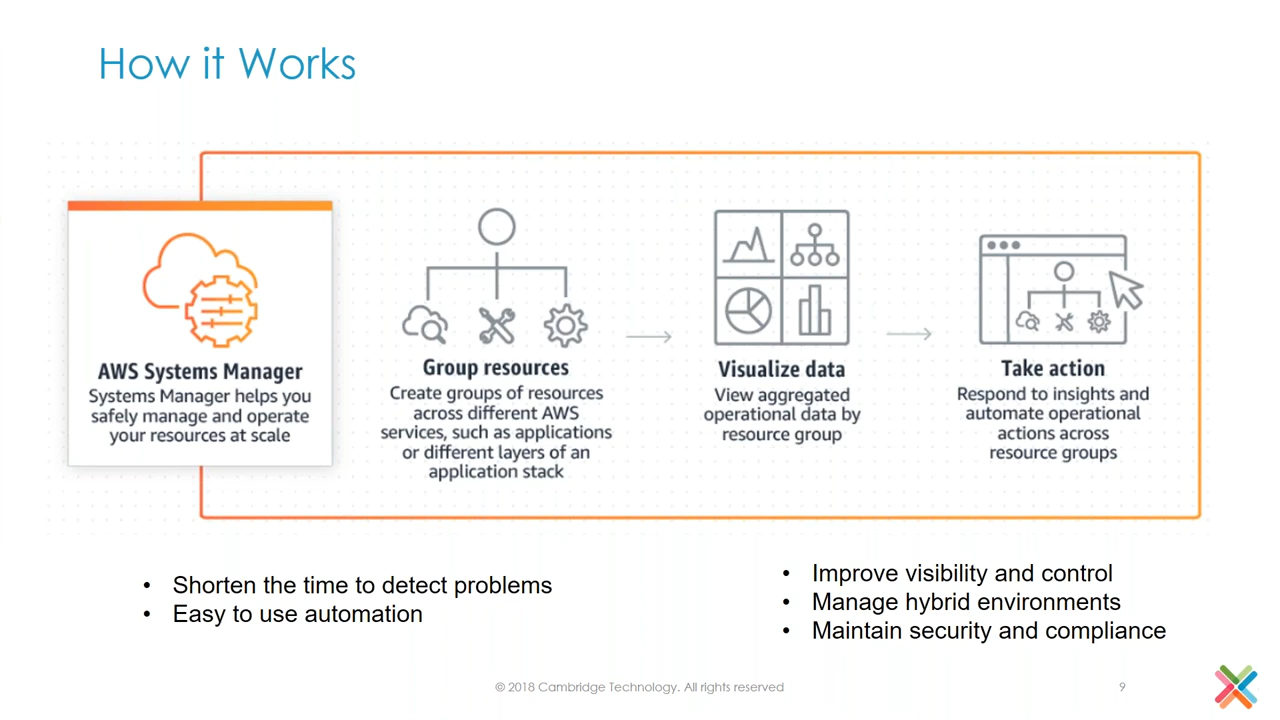 How it Works
AWS Systems Manager
Systems Manager helps you
safely manage and operate
your resources at scale
Group resources
Create groups of resources
across different AWS
services, such as applications
or different layers of an
application stack
Visualize data
View aggregated
operational data by
resource group
Take action
Respond to insights and
automate operational
actions across
resource groups
• Shorten the time to detect problems
• Easy to use automation
• Improve visibility and control
• Manage hybrid environments
• Maintain security and compliance
© 2018 Cambridge Technology. All rights reserved
9